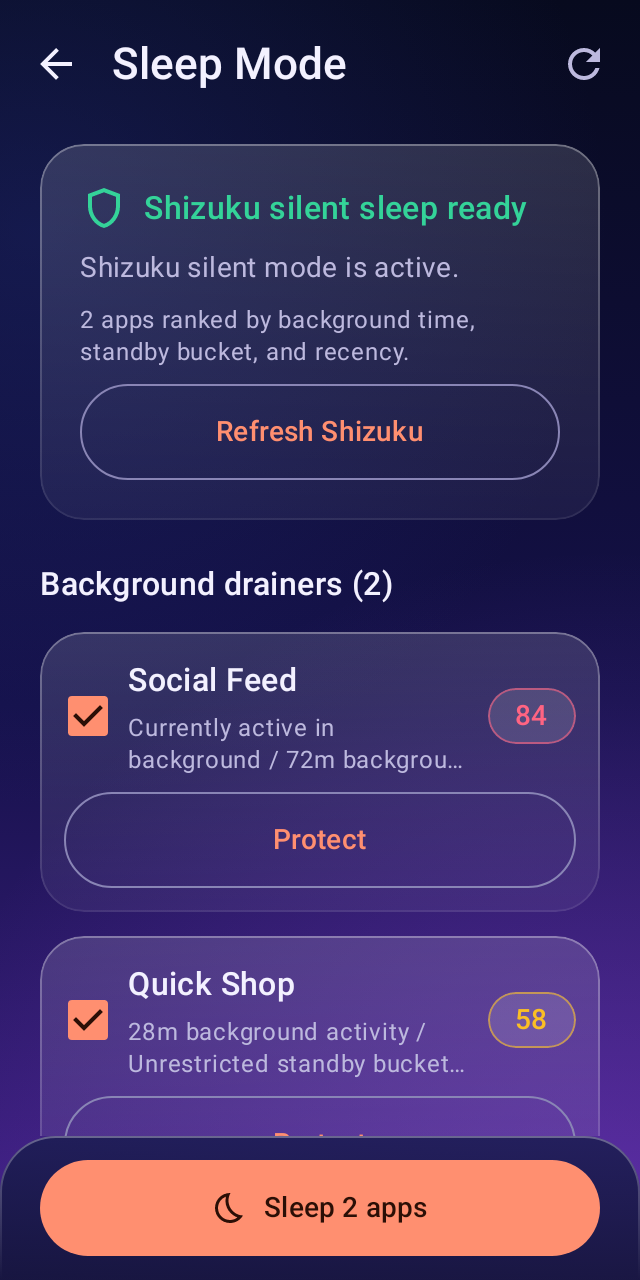 Sleep Mode
Shizuku silent sleep ready
Shizuku silent mode is active.
2 apps ranked by background time,
standby bucket, and recency.
Refresh Shizuku
Background drainers (2)
Social Feed
Currently active in
background / 72m backgrou…
84
Protect
Quick Shop
28m background activity /
Unrestricted standby bucket…
58
Sleep 2 apps